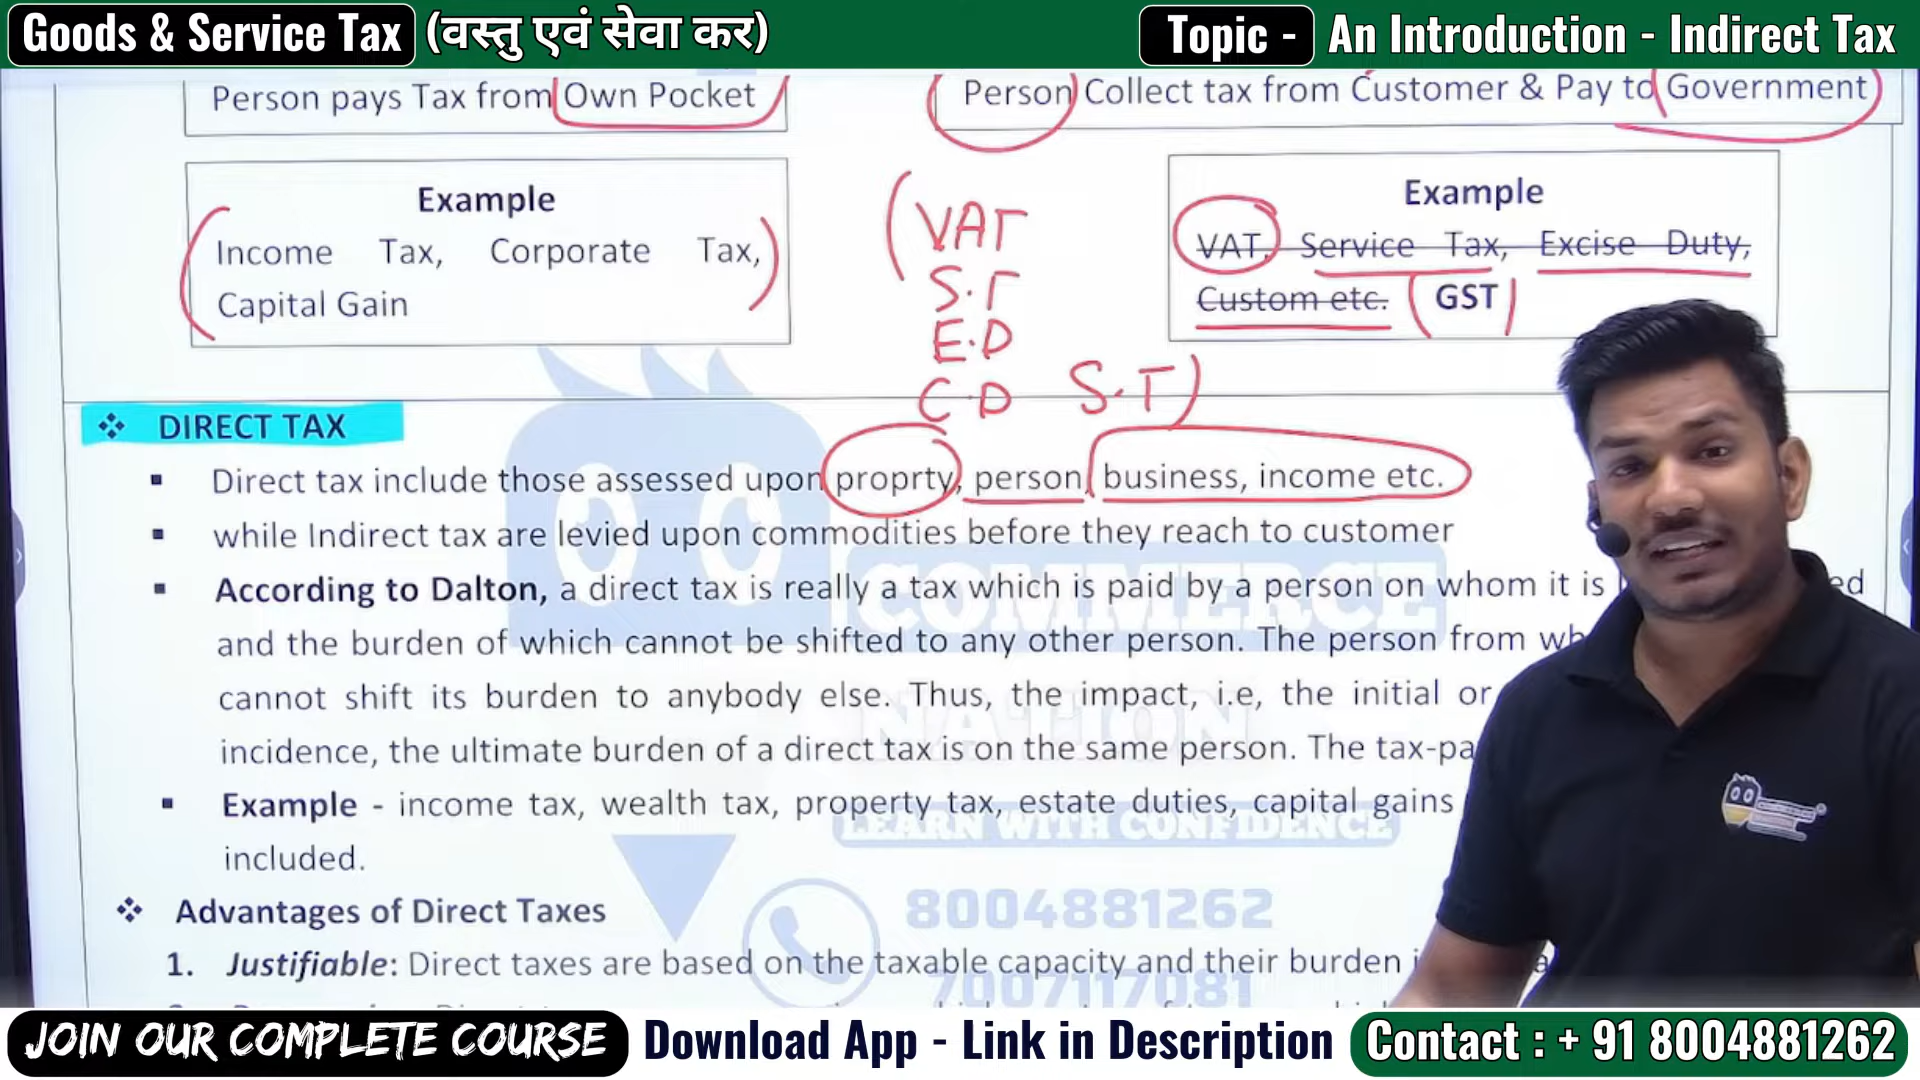 Goods & Service Tax (वस्तु एवं सेवा कर)
Topic - An Introduction - Indirect Tax
Person pays Tax from Own Pocket
Person Collect tax from Customer & Pay to Government
Example
Income Tax, Corporate Tax,
Capital Gain
VAT
S.T
E.D
C.D S.T
Example
VAT, Service Tax, Excise Duty,
Custom etc. GST
DIRECT TAX
Direct tax include those assessed upon proprty, person, business, income etc.
while Indirect tax are levied upon commodities before they reach to customer
According to Dalton, a direct tax is really a tax which is paid by a person on whom it is
and the burden of which cannot be shifted to any other person. The person from
cannot shift its burden to anybody else. Thus, the impact, i.e, the initial or
incidence, the ultimate burden of a direct tax is on the same person. The
Example - income tax, wealth tax, property tax, estate duties, capital gains
included.
COMMERCE
NATION
LEARN WITH CONFIDENCE
8004881262
7007117081
Advantages of Direct Taxes
1. Justifiable: Direct taxes are based on the taxable capacity and their burden
JOIN OUR COMPLETE COURSE
Download App - Link in Description
Contact : + 91 8004881262